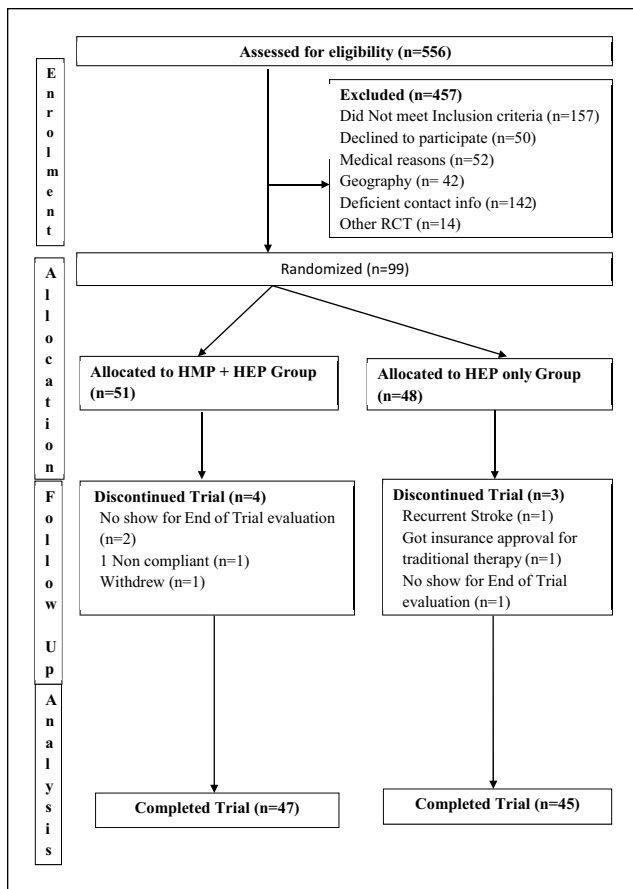 Enrolment
Assessed for eligibility (n=556)
Excluded (n=457)
Did Not meet Inclusion criteria (n=157)
Declined to participate (n=50)
Medical reasons (n=52)
Geography (n= 42)
Deficient contact info (n=142)
Other RCT (n=14)
Allocation
Randomized (n=99)
Allocated to HMP + HEP Group
(n=51)
Allocated to HEP only Group
(n=48)
Follow Up
Discontinued Trial (n=4)
No show for End of Trial evaluation
(n=2)
1 Non compliant (n=1)
Withdrew (n=1)
Discontinued Trial (n=3)
Recurrent Stroke (n=1)
Got insurance approval for
traditional therapy (n=1)
No show for End of Trial
evaluation (n=1)
Analysis
Completed Trial (n=47)
Completed Trial (n=45)